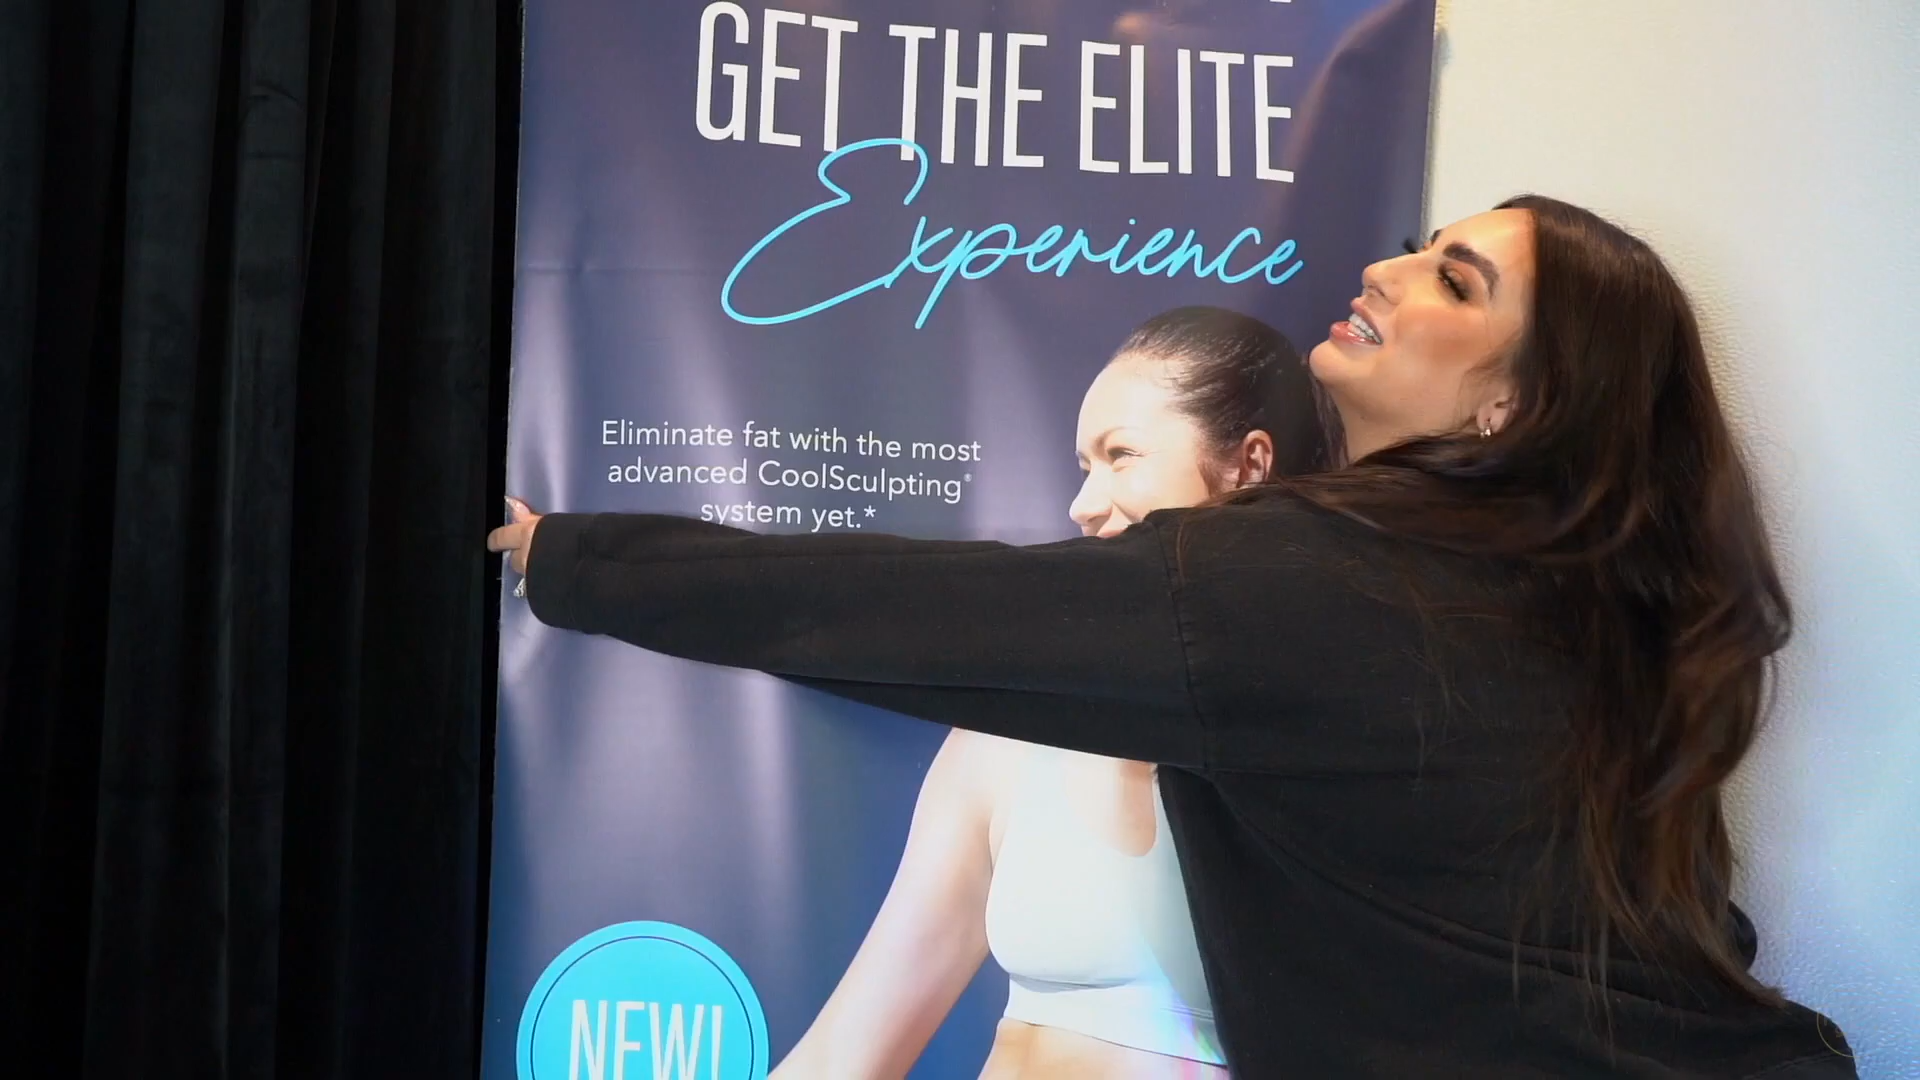 GET THE ELITE
Experience
Eliminate fat with the most
advanced CoolSculpting®
system yet.*
NEW!